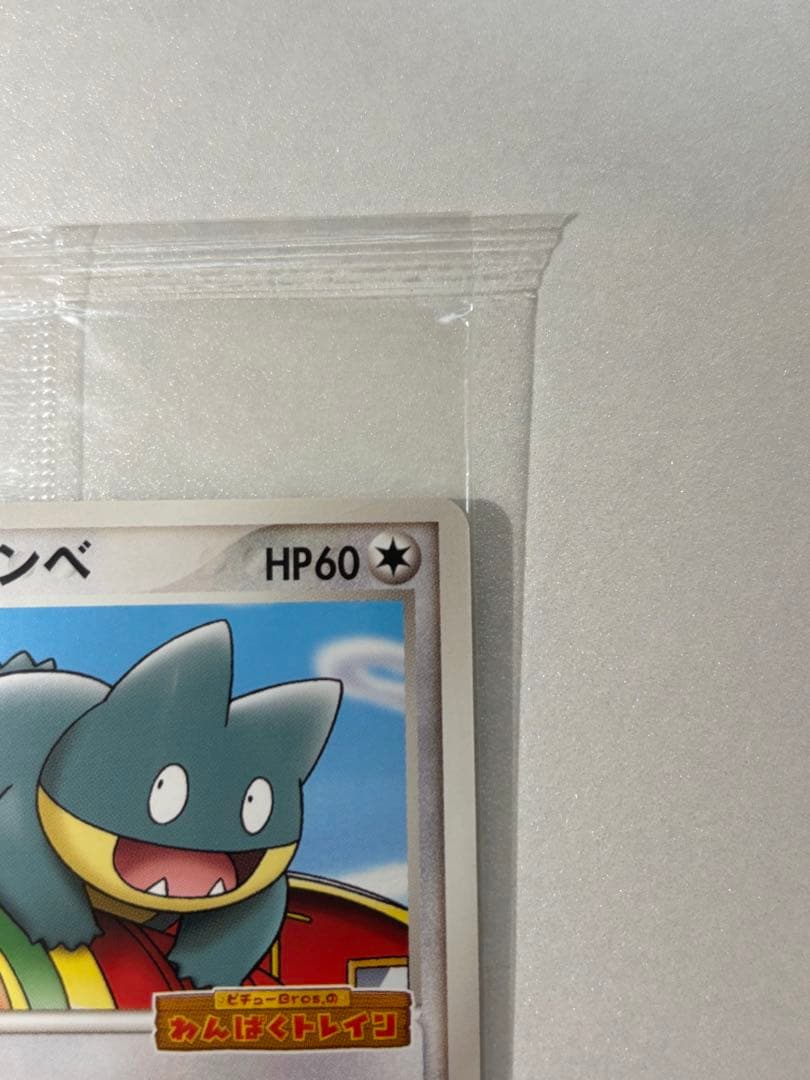 ンベ HP60
ピチューBros.の
わんぱくトレイン